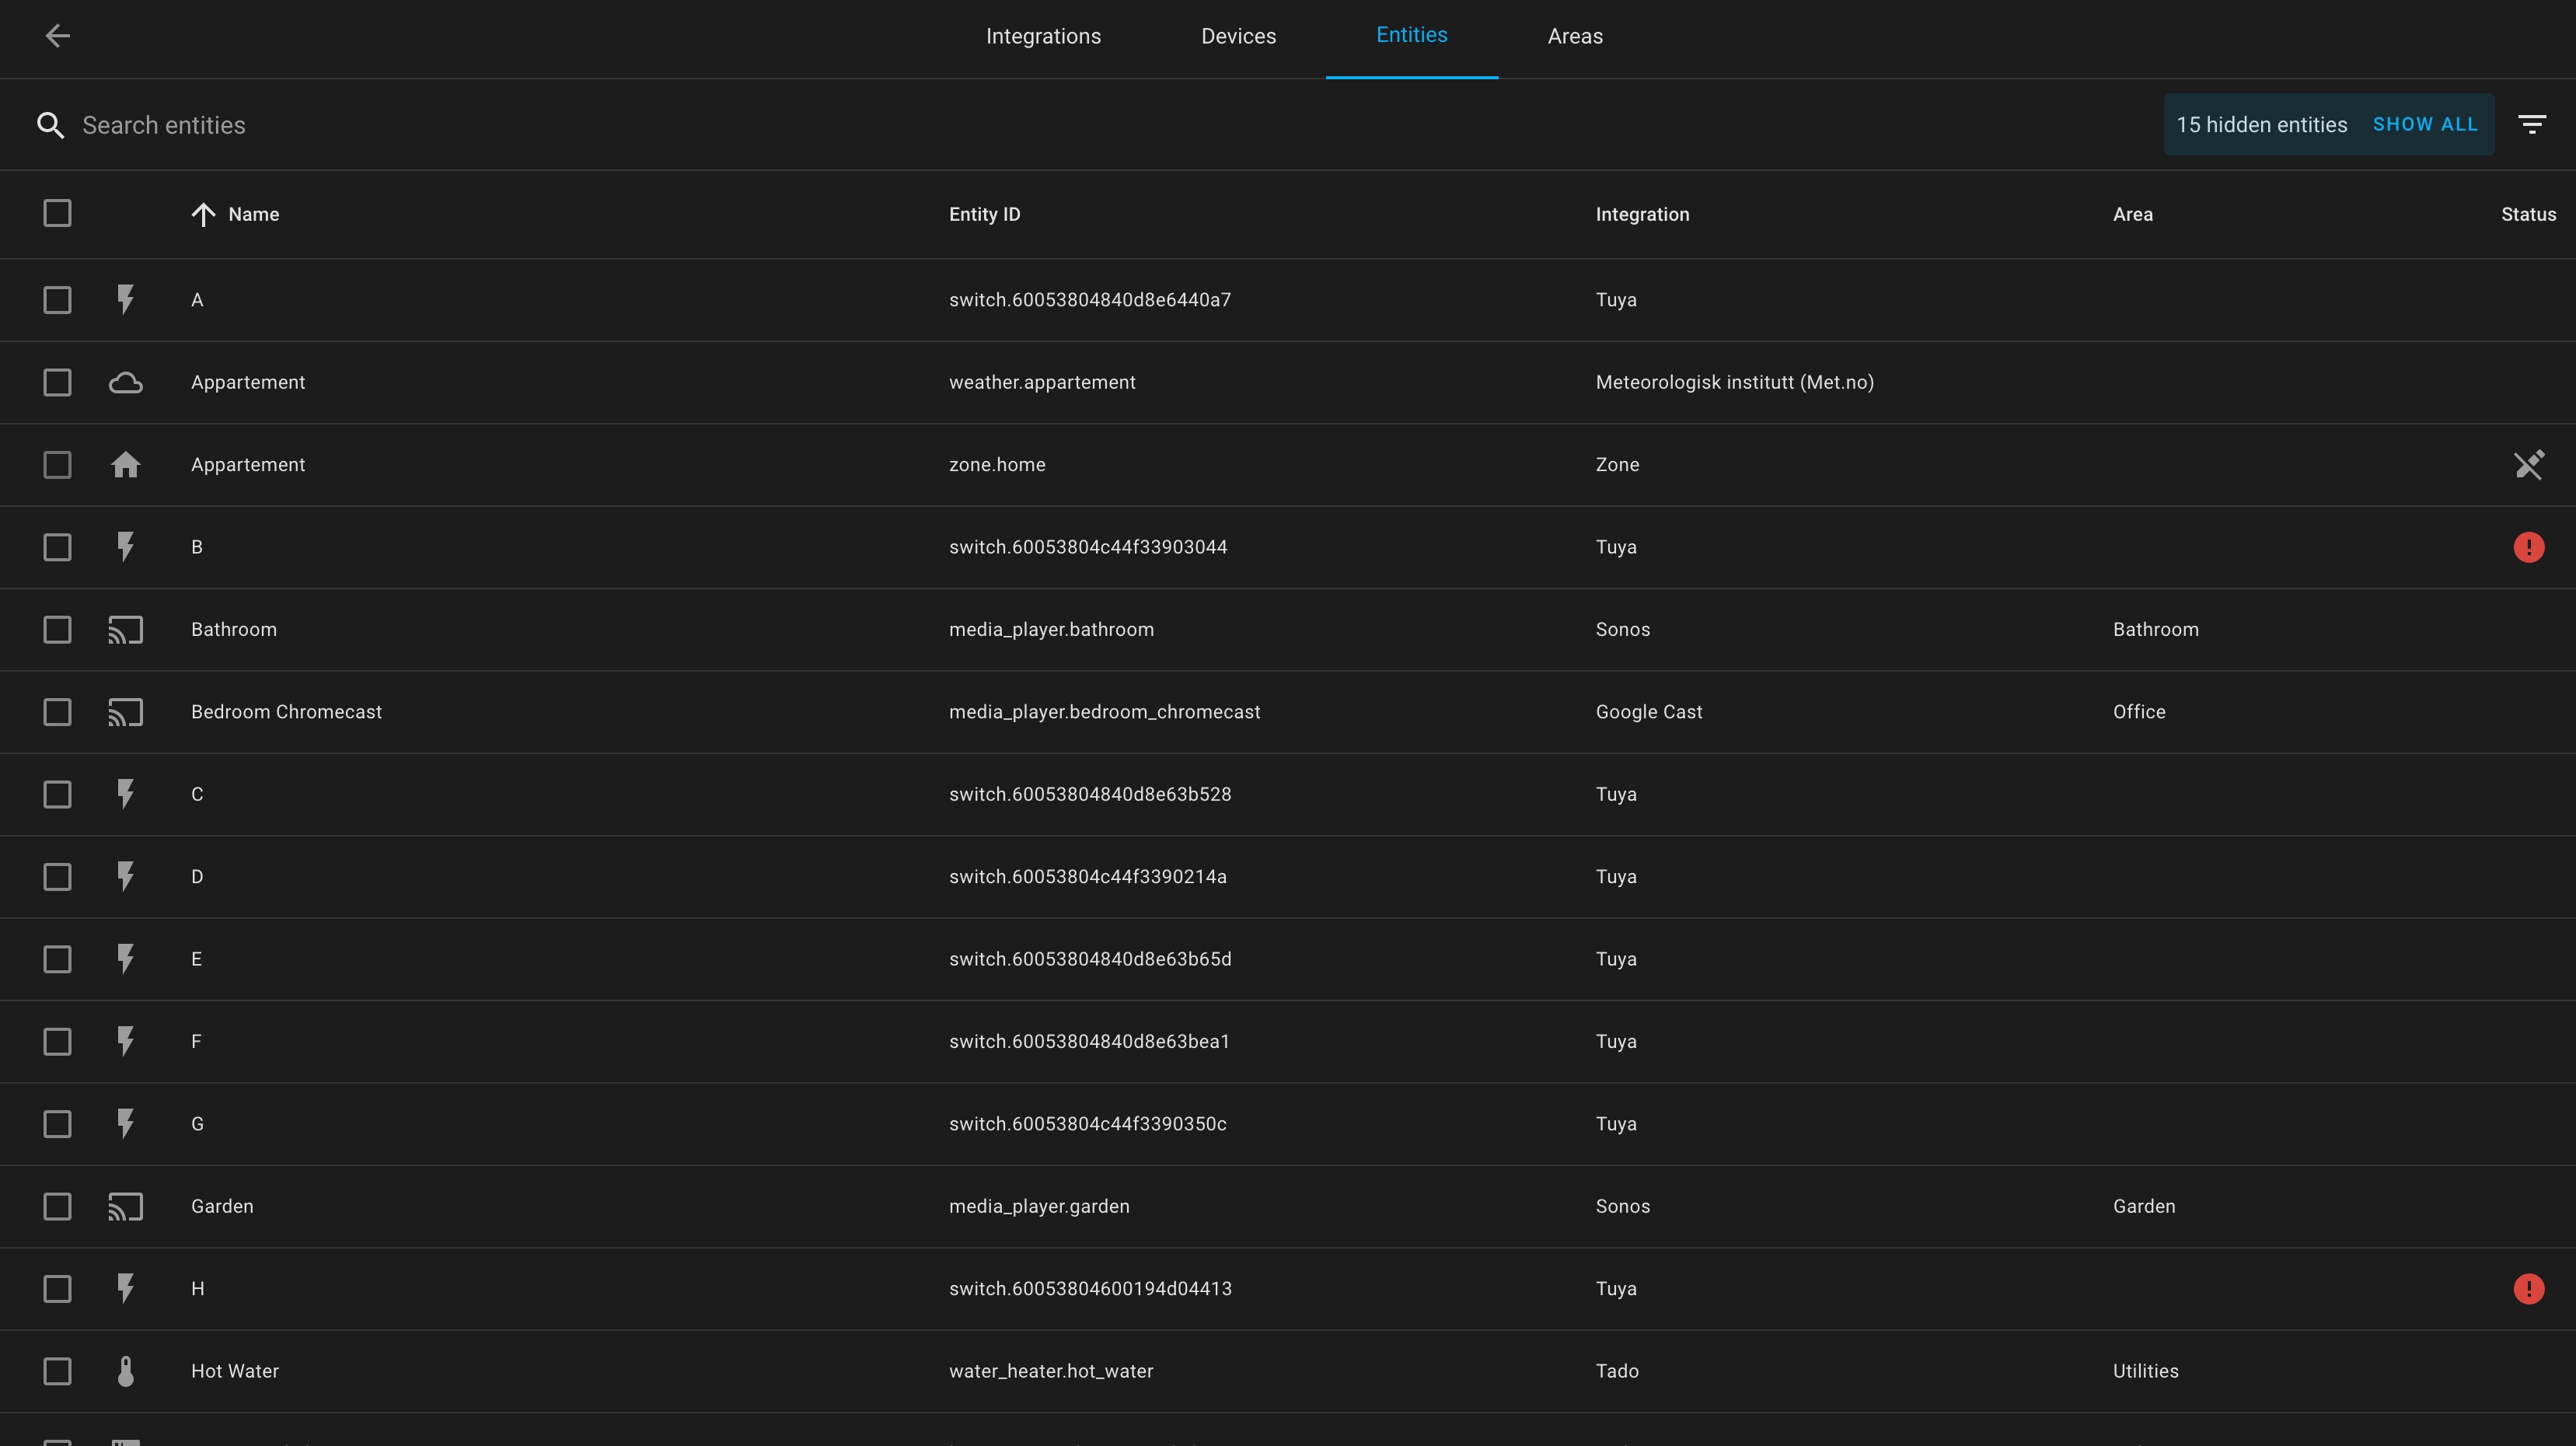 Integrations Devices Entities Areas
Search entities 15 hidden entities SHOW ALL
Name Entity ID Integration Area Status
A switch.60053804840d8e6440a7 Tuya
Appartement weather.appartement Meteorologisk institutt (Met.no)
Appartement zone.home Zone
B switch.60053804c44f33903044 Tuya
Bathroom media_player.bathroom Sonos Bathroom
Bedroom Chromecast media_player.bedroom_chromecast Google Cast Office
C switch.60053804840d8e63b528 Tuya
D switch.60053804c44f3390214a Tuya
E switch.60053804840d8e63b65d Tuya
F switch.60053804840d8e63bea1 Tuya
G switch.60053804c44f3390350c Tuya
Garden media_player.garden Sonos Garden
H switch.60053804600194d04413 Tuya
Hot Water water_heater.hot_water Tado Utilities